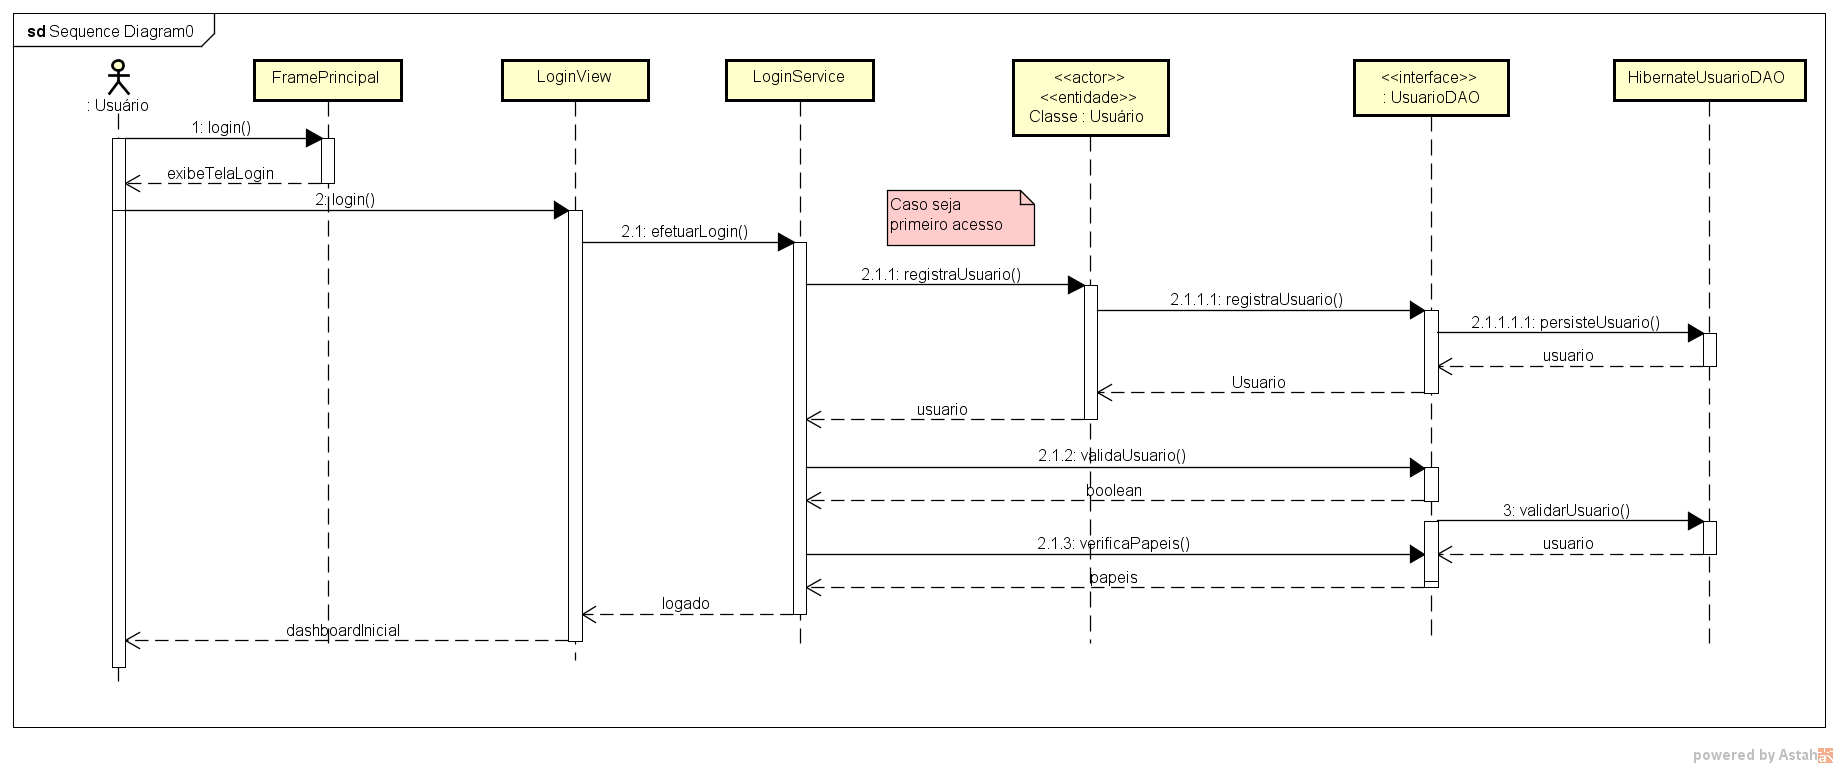 sd Sequence Diagram0
: Usuário
FramePrincipal
LoginView
LoginService
<<actor>>
<<entidade>>
Classe : Usuário
<<interface>>
: UsuarioDAO
HibernateUsuarioDAO
1: login()
exibeTelaLogin
2: login()
Caso seja
primeiro acesso
2.1: efetuarLogin()
2.1.1: registraUsuario()
2.1.1.1: registraUsuario()
2.1.1.1.1: persisteUsuario()
usuario
Usuario
usuario
2.1.2: validaUsuario()
boolean
3: validarUsuario()
2.1.3: verificaPapeis()
usuario
papeis
logado
dashboardInicial
powered by Astah